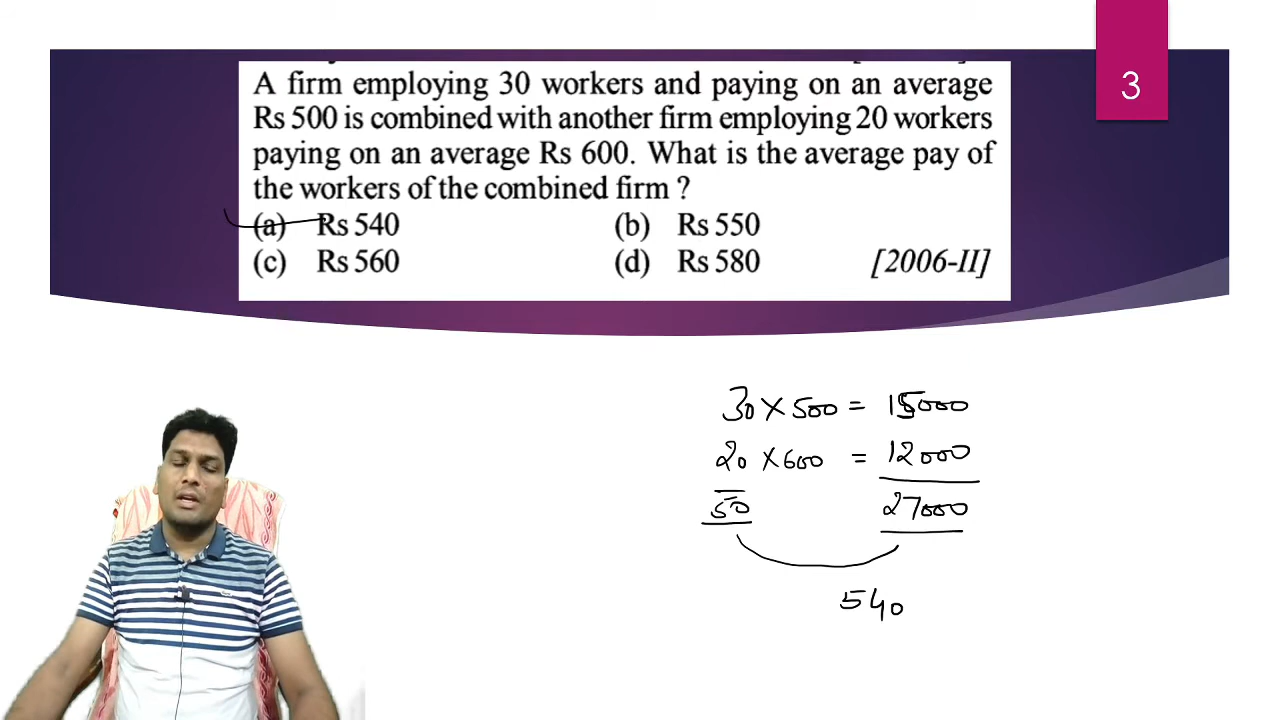 3
A firm employing 30 workers and paying on an average
Rs 500 is combined with another firm employing 20 workers
paying on an average Rs 600. What is the average pay of
the workers of the combined firm ?
(a) Rs 540 (b) Rs 550
(c) Rs 560 (d) Rs 580 [2006-II]
30 × 500 = 15000
20 × 600 = 12000
50 27000
540